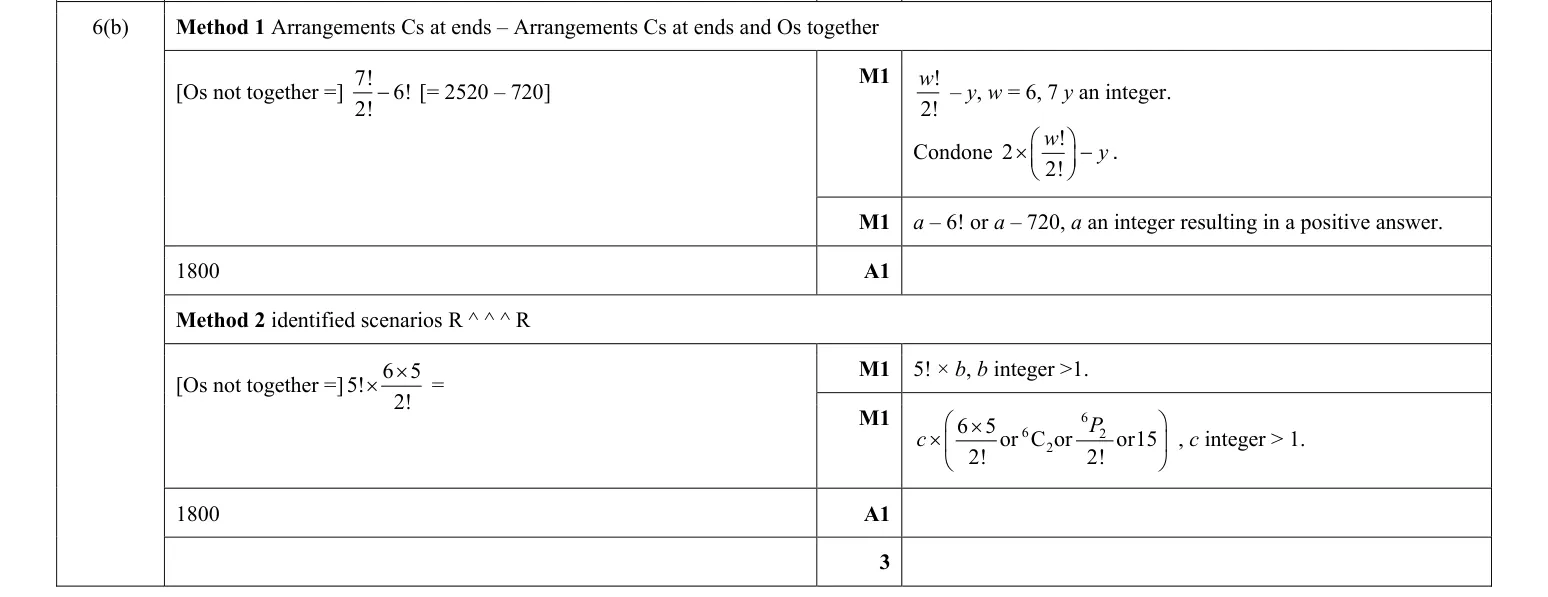 6(b) Method 1 Arrangements Cs at ends – Arrangements Cs at ends and Os together
[Os not together =] 7!/2! – 6! [= 2520 – 720]
M1 w!/2! – y, w = 6, 7 y an integer.
Condone 2 × (w!/2!) – y .
M1 a – 6! or a – 720, a an integer resulting in a positive answer.
1800 A1
Method 2 identified scenarios R ^ ^ ^ R
[Os not together =] 5! × (6 × 5)/2! =
M1 5! × b, b integer >1.
M1 c × ((6 × 5)/2! or ⁶C₂ or ⁶P₂/2! or 15) , c integer > 1.
1800 A1
3